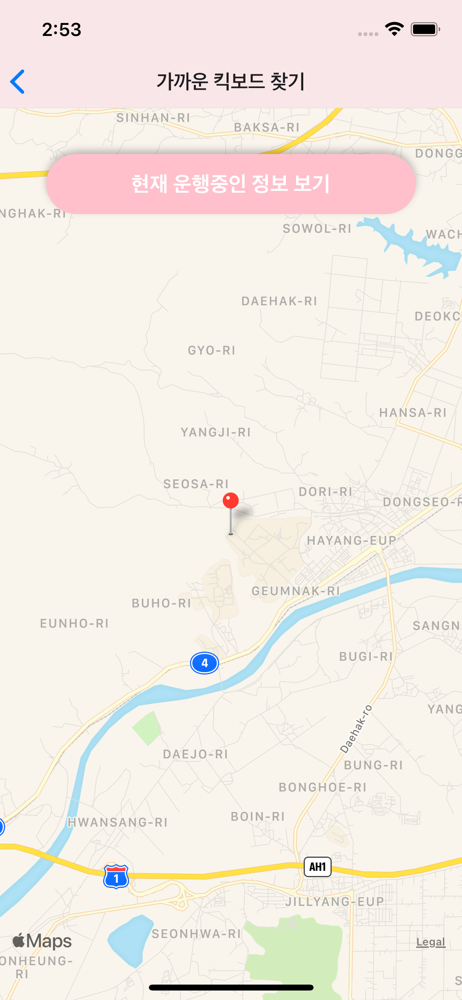 2:53
가까운 킥보드 찾기
SINHAN-RI
BAKSA-RI
DONGG
현재 운행중인 정보 보기
NGHAK-RI
SOWOL-RI
WACH
DAEHAK-RI
DEOKC
GYO-RI
HANSA-RI
YANGJI-RI
SEOSA-RI
DORI-RI
DONGSEO-R
HAYANG-EUP
GEUMNAK-RI
BUHO-RI
EUNHO-RI
SANGN
BUGI-RI
4
YANG
Daehak-ro
DAEJO-RI
BUNG-RI
BONGHOE-RI
BOIN-RI
HWANSANG-RI
AH1
1
JILLYANG-EUP
SEONHWA-RI
Maps
Legal
ONHEUNG-
RI
S